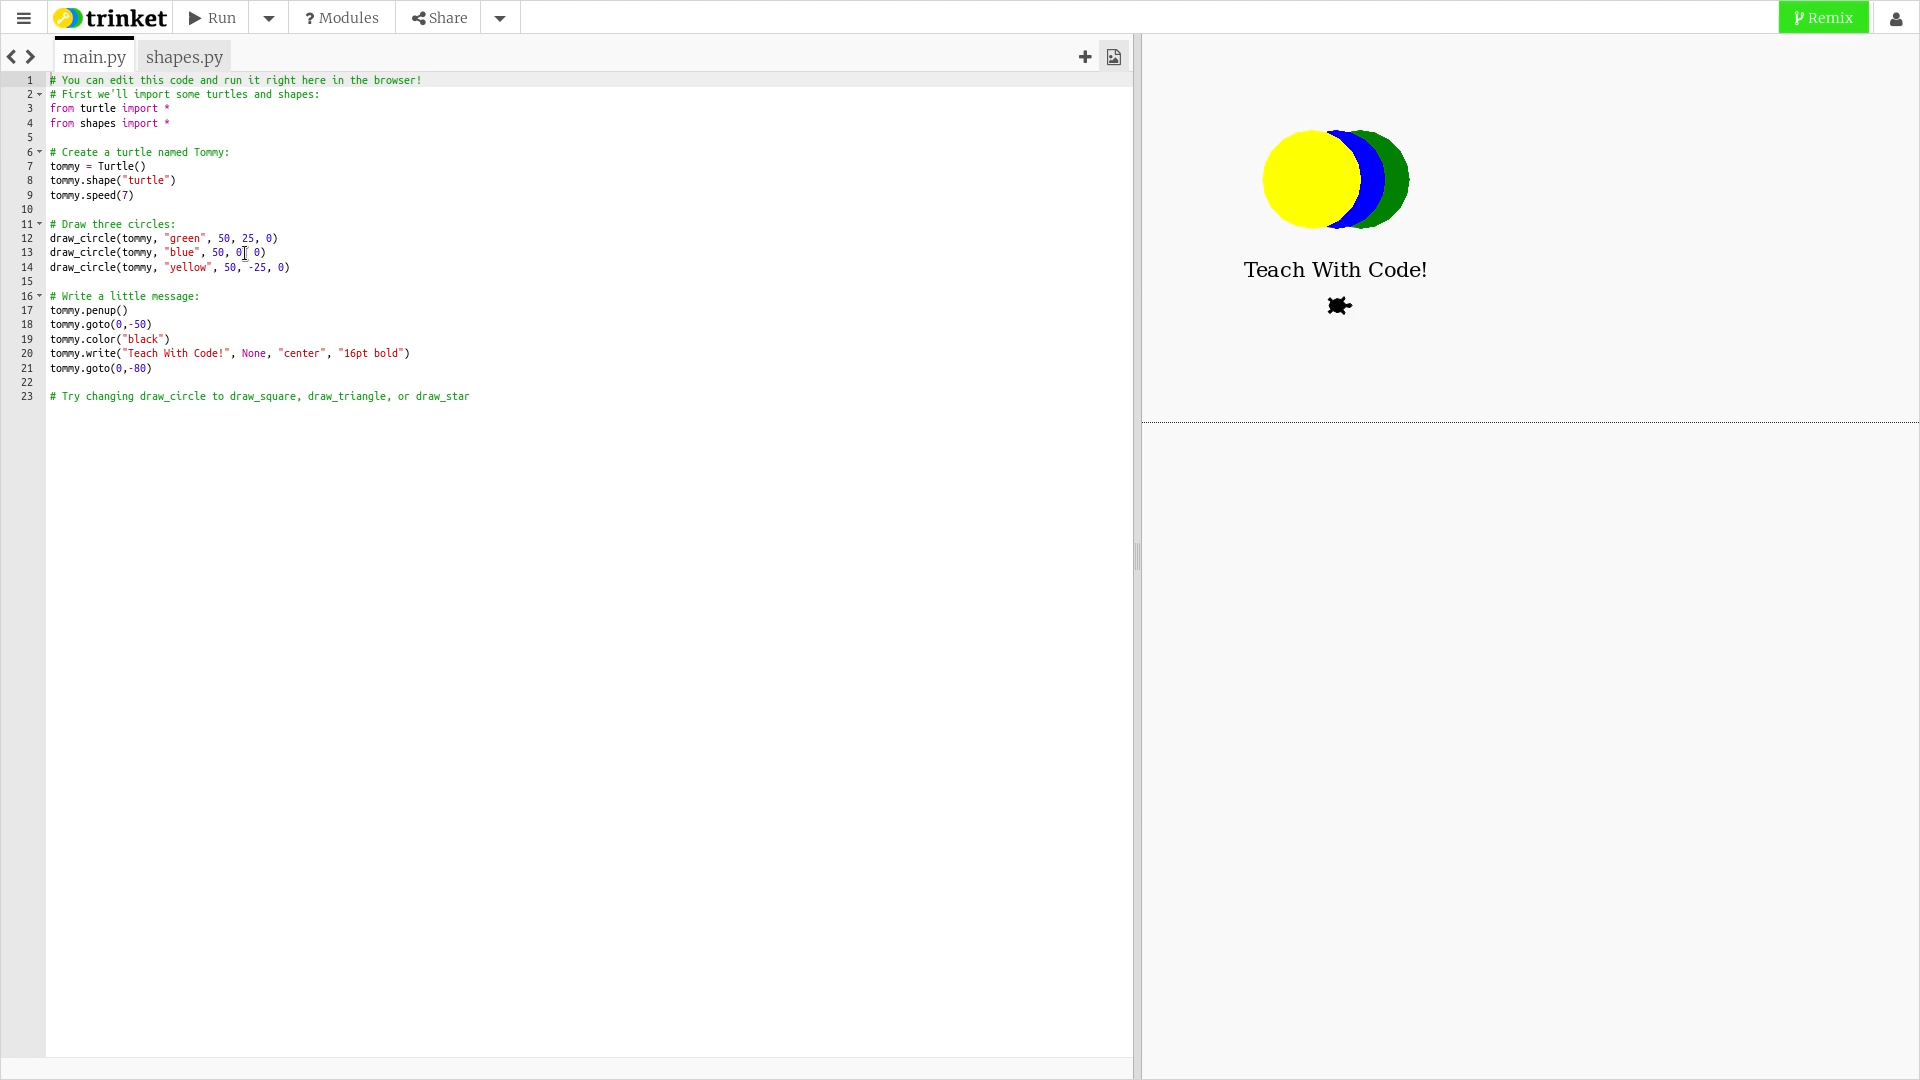 trinket Run ? Modules Share Remix
main.py shapes.py
1 # You can edit this code and run it right here in the browser!
2 # First we'll import some turtles and shapes:
3 from turtle import *
4 from shapes import *
5
6 # Create a turtle named Tommy:
7 tommy = Turtle()
8 tommy.shape("turtle")
9 tommy.speed(7)
10
11 # Draw three circles:
12 draw_circle(tommy, "green", 50, 25, 0)
13 draw_circle(tommy, "blue", 50, 0, 0)
14 draw_circle(tommy, "yellow", 50, -25, 0)
15
16 # Write a little message:
17 tommy.penup()
18 tommy.goto(0,-50)
19 tommy.color("black")
20 tommy.write("Teach With Code!", None, "center", "16pt bold")
21 tommy.goto(0,-80)
22
23 # Try changing draw_circle to draw_square, draw_triangle, or draw_star
Teach With Code!